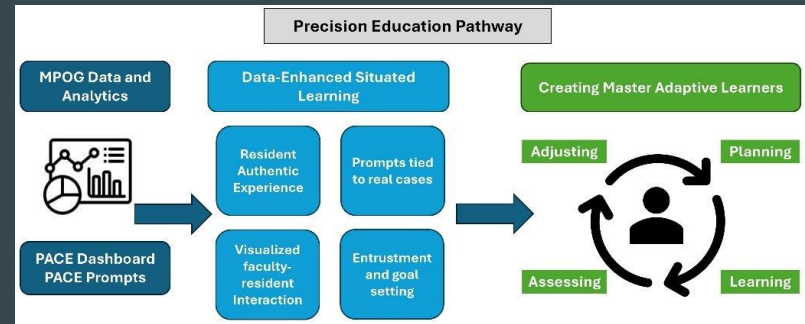 Precision Education Pathway
MPOG Data and
Analytics
Data-Enhanced Situated
Learning
Creating Master Adaptive Learners
Resident
Authentic
Experience
Prompts tied
to real cases
Visualized
faculty-
resident
Interaction
Entrustment
and goal
setting
PACE Dashboard
PACE Prompts
Adjusting
Planning
Assessing
Learning